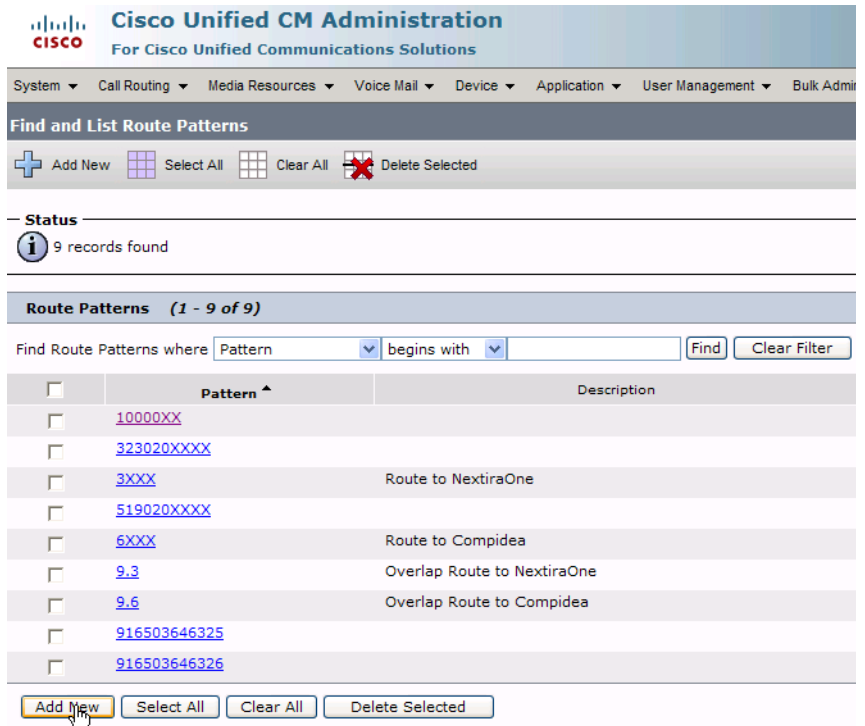 CISCO
Cisco Unified CM Administration
For Cisco Unified Communications Solutions
System Call Routing Media Resources Voice Mail Device Application User Management Bulk Admin
Find and List Route Patterns
Add New Select All Clear All Delete Selected
Status
9 records found
Route Patterns (1 - 9 of 9)
Find Route Patterns where Pattern begins with Find Clear Filter
Pattern Description
10000XX
323020XXXX
3XXX Route to NextiraOne
519020XXXX
6XXX Route to Compidea
9.3 Overlap Route to NextiraOne
9.6 Overlap Route to Compidea
916503646325
916503646326
Add New Select All Clear All Delete Selected